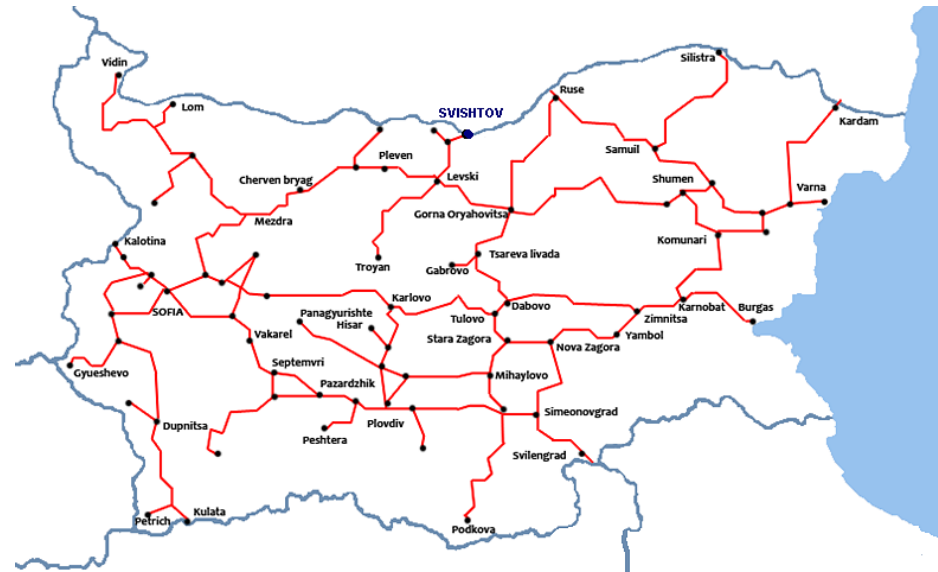 Vidin
Silistra
Ruse
Lom
SVISHTOV
Kardam
Samuil
Pleven
Cherven bryag
Levski
Shumen
Varna
Mezdra
Gorna Oryahovitsa
Kalotina
Komunari
Troyan
Gabrovo
Tsareva livada
SOFIA
Karlovo
Dabovo
Karnobat
Burgas
Panagyurishte
Hisar
Tulovo
Zimnitsa
Vakarel
Stara Zagora
Nova Zagora
Yambol
Gyueshevo
Septemvri
Mihaylovo
Pazardzhik
Dupnitsa
Plovdiv
Simeonovgrad
Peshtera
Svilengrad
Petrich
Kulata
Podkova